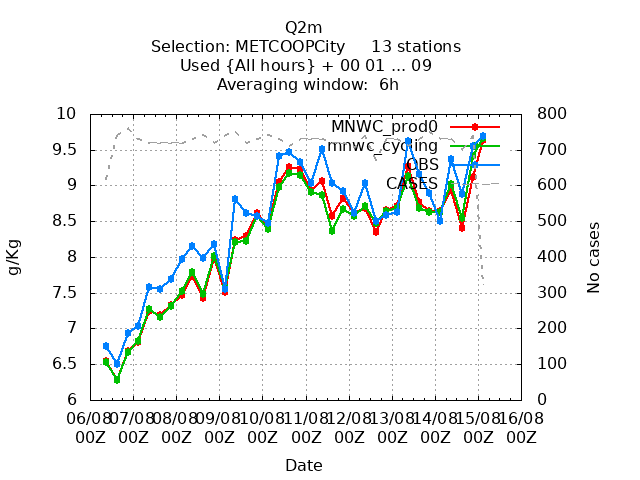 Q2m
Selection: METCOOPCity 13 stations
Used {All hours} + 00 01 ... 09
Averaging window: 6h
10 800
MNWC_prod0
9.5 mnwc_cycling 700
OBS
9 CASES 600
8.5 500
8 400
7.5 300
7 200
6.5 100
6 0
g/Kg
No cases
06/08 07/08 08/08 09/08 10/08 11/08 12/08 13/08 14/08 15/08 16/08
00Z 00Z 00Z 00Z 00Z 00Z 00Z 00Z 00Z 00Z 00Z
Date